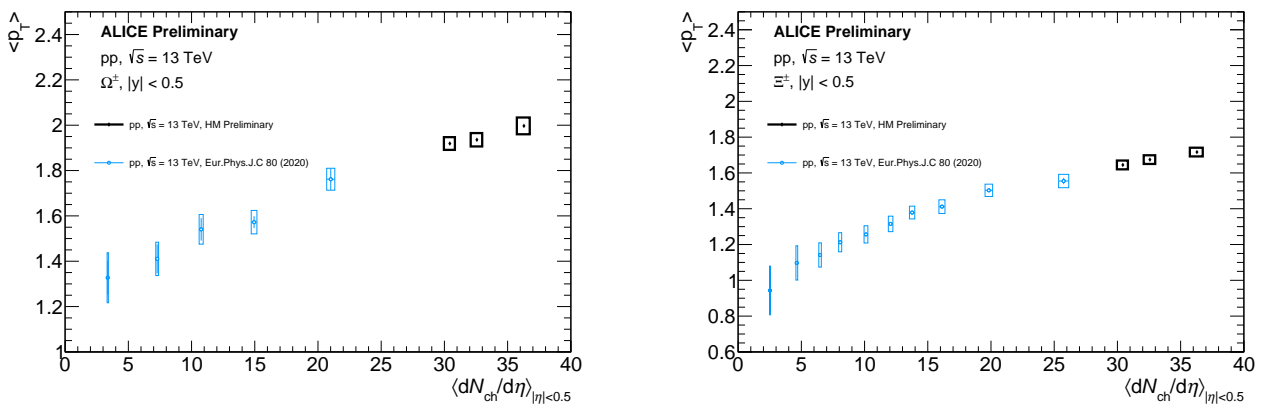 <p_T>
ALICE Preliminary
pp, √s = 13 TeV
Ω±, |y| < 0.5
pp, √s = 13 TeV, HM Preliminary
pp, √s = 13 TeV, Eur.Phys.J.C 80 (2020)
2.4
2.2
2
1.8
1.6
1.4
1.2
1
0 5 10 15 20 25 30 35 40
⟨dN_ch/dη⟩_|η|<0.5
<p_T>
ALICE Preliminary
pp, √s = 13 TeV
Ξ±, |y| < 0.5
pp, √s = 13 TeV, HM Preliminary
pp, √s = 13 TeV, Eur.Phys.J.C 80 (2020)
2.4
2.2
2
1.8
1.6
1.4
1.2
1
0.8
0.6
0 5 10 15 20 25 30 35 40
⟨dN_ch/dη⟩_|η|<0.5